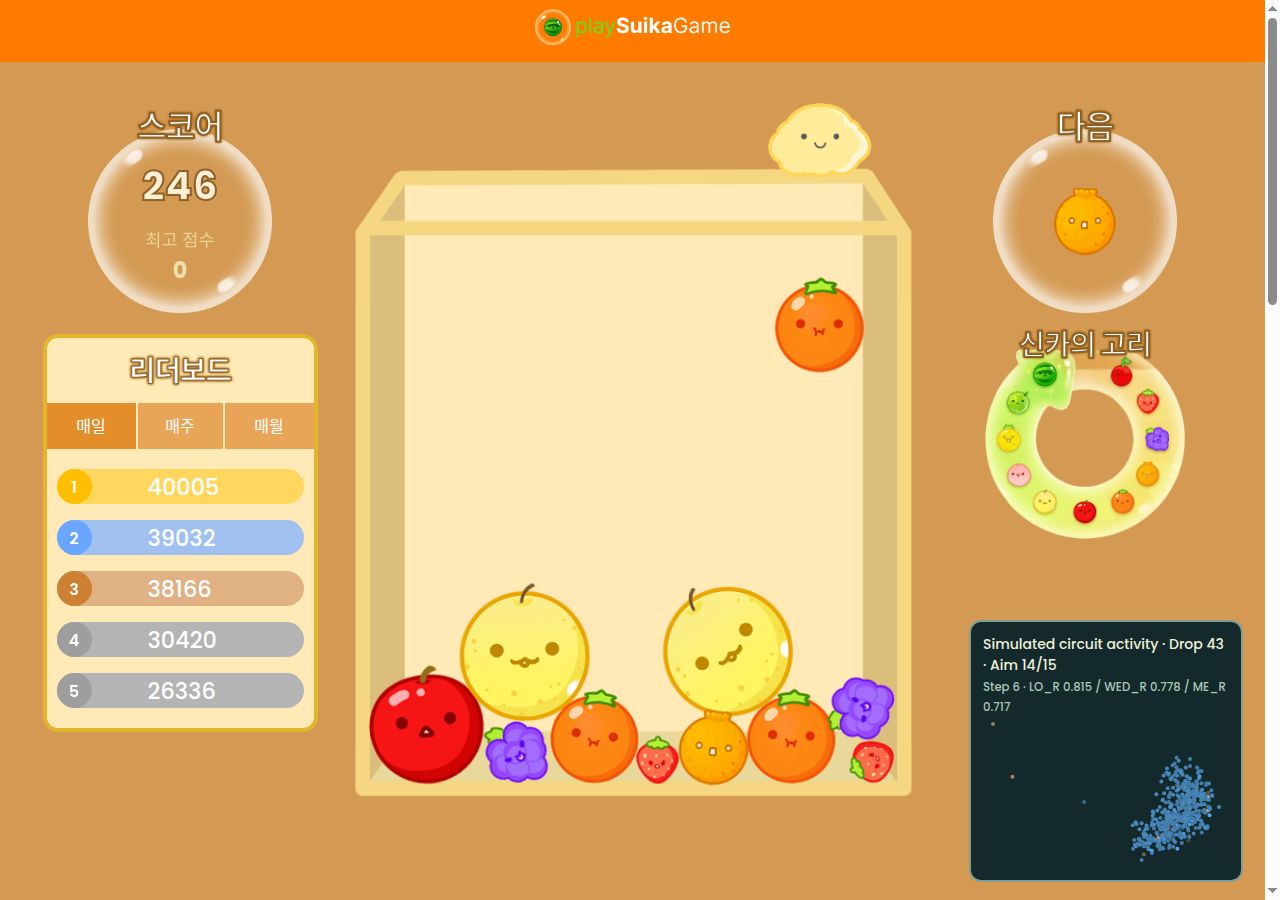 playSuikaGame
스코어
246
최고 점수
0
리더보드
매일 매주 매월
1 40005
2 39032
3 38166
4 30420
5 26336
다음
신카의 고리
Simulated circuit activity · Drop 43
· Aim 14/15
Step 6 · LO_R 0.815 / WED_R 0.778 / ME_R
0.717